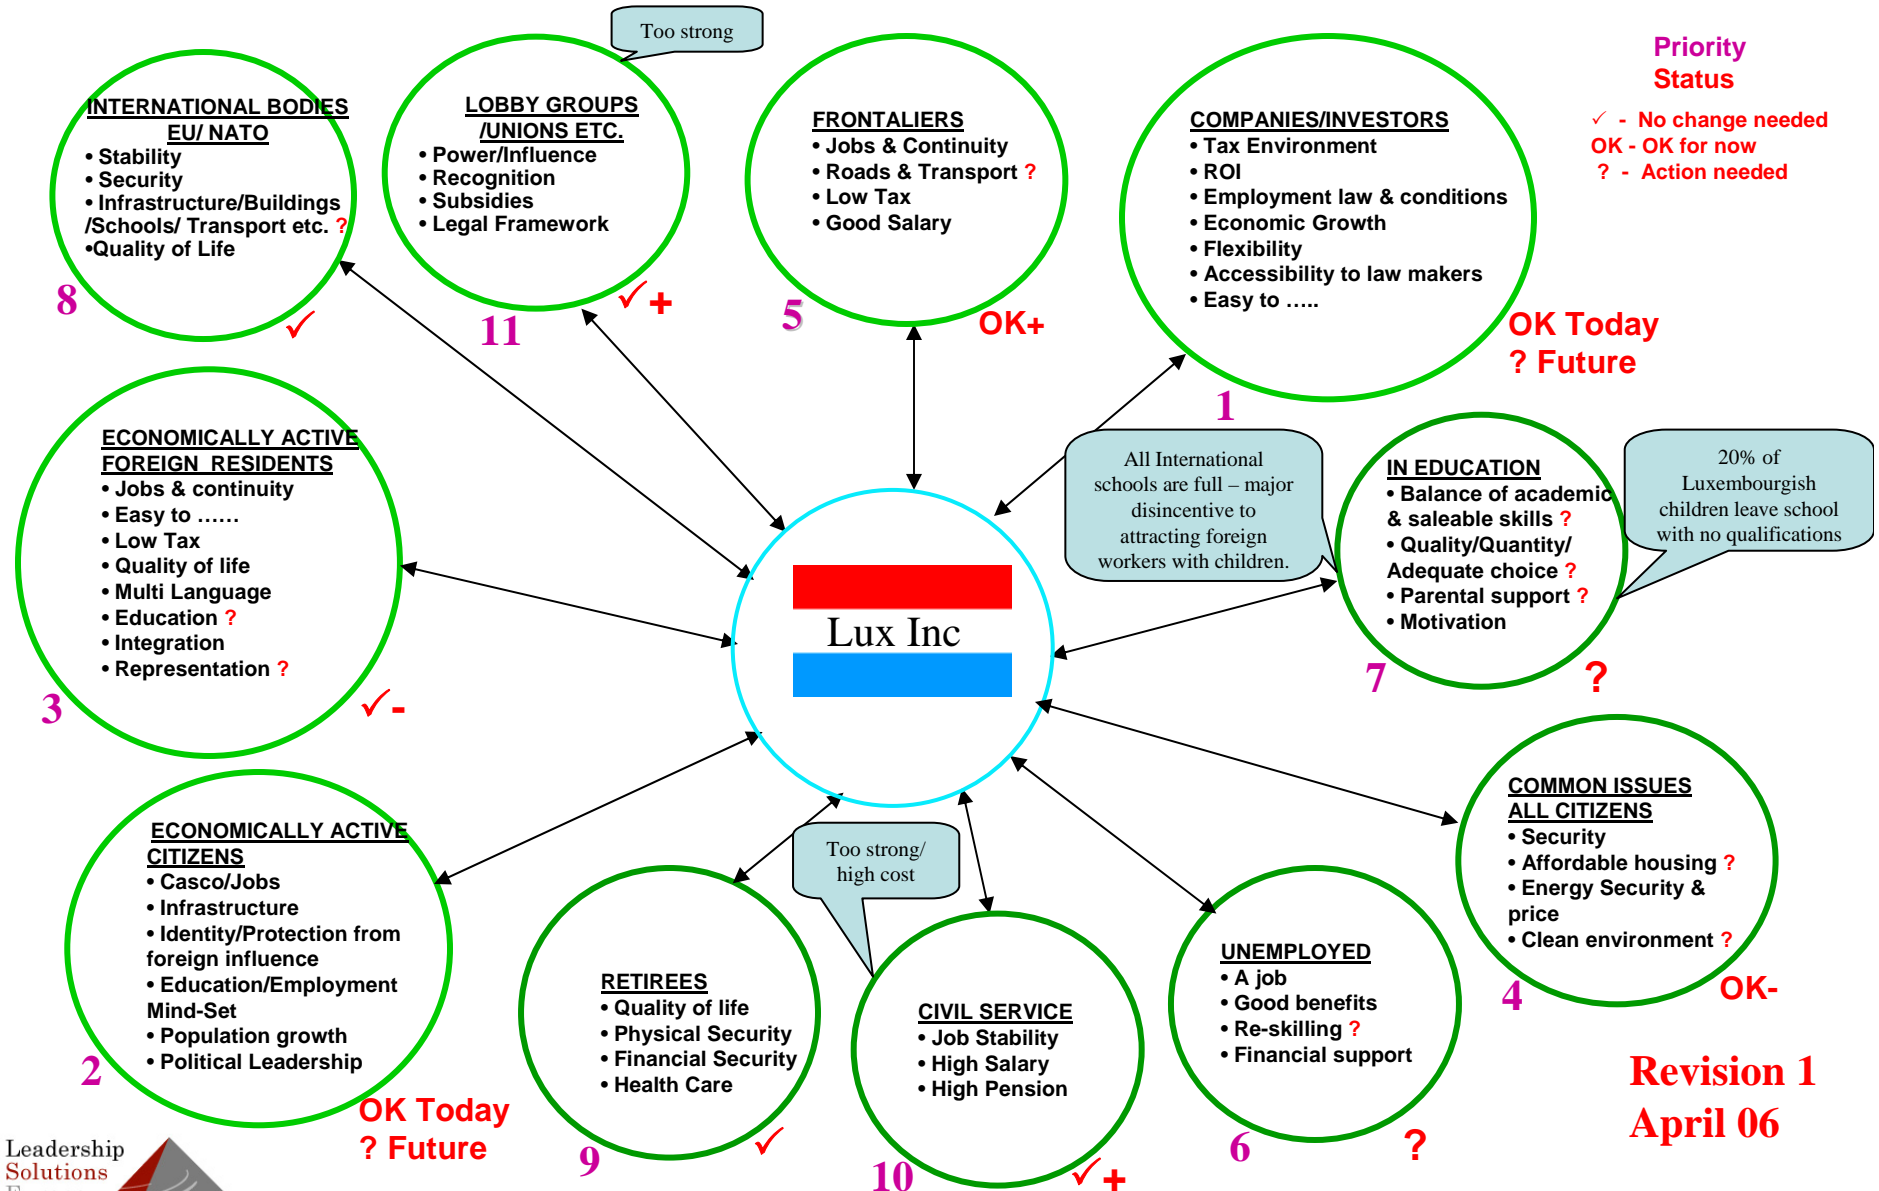 Too strong
Priority
Status
✓ - No change needed
OK - OK for now
? - Action needed
INTERNATIONAL BODIES
EU/ NATO
• Stability
• Security
• Infrastructure/Buildings
/Schools/ Transport etc. ?
•Quality of Life
8
✓
LOBBY GROUPS
/UNIONS ETC.
• Power/Influence
• Recognition
• Subsidies
• Legal Framework
11
✓+
FRONTALIERS
• Jobs & Continuity
• Roads & Transport ?
• Low Tax
• Good Salary
5
OK+
COMPANIES/INVESTORS
• Tax Environment
• ROI
• Employment law & conditions
• Economic Growth
• Flexibility
• Accessibility to law makers
• Easy to …..
1
OK Today
? Future
ECONOMICALLY ACTIVE
FOREIGN RESIDENTS
• Jobs & continuity
• Easy to ……
• Low Tax
• Quality of life
• Multi Language
• Education ?
• Integration
• Representation ?
3
✓-
Lux Inc
All International
schools are full – major
disincentive to
attracting foreign
workers with children.
IN EDUCATION
• Balance of academic
& saleable skills ?
• Quality/Quantity/
Adequate choice ?
• Parental support ?
• Motivation
7
?
20% of
Luxembourgish
children leave school
with no qualifications
ECONOMICALLY ACTIVE
CITIZENS
• Casco/Jobs
• Infrastructure
• Identity/Protection from
foreign influence
• Education/Employment
Mind-Set
• Population growth
• Political Leadership
2
OK Today
? Future
RETIREES
• Quality of life
• Physical Security
• Financial Security
• Health Care
9
✓
Too strong/
high cost
CIVIL SERVICE
• Job Stability
• High Salary
• High Pension
10
✓+
UNEMPLOYED
• A job
• Good benefits
• Re-skilling ?
• Financial support
6
?
COMMON ISSUES
ALL CITIZENS
• Security
• Affordable housing ?
• Energy Security &
price
• Clean environment ?
4
OK-
Revision 1
April 06
Leadership
Solutions